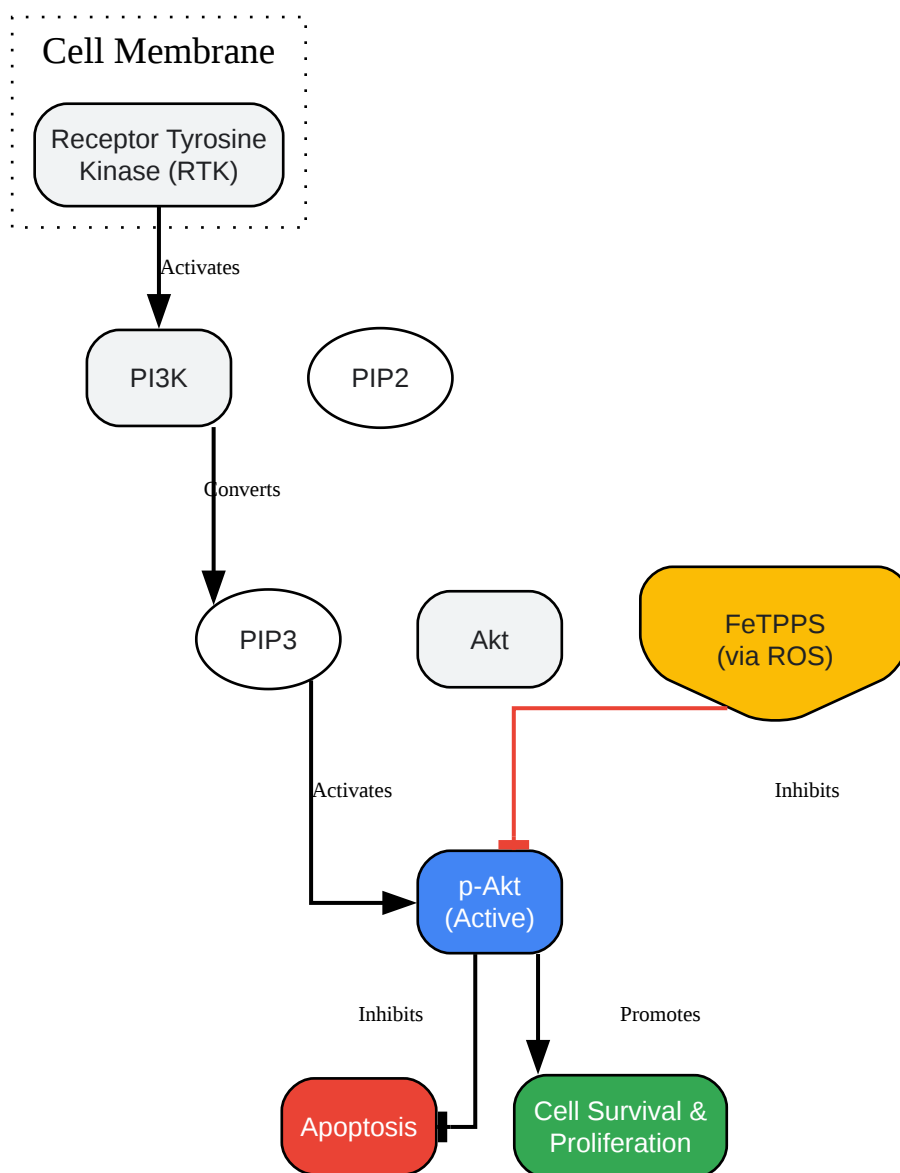 Cell Membrane
Receptor Tyrosine
Kinase (RTK)
Activates
PI3K
PIP2
Converts
PIP3
Akt
FeTPPS
(via ROS)
Activates
Inhibits
p-Akt
(Active)
Inhibits
Promotes
Apoptosis
Cell Survival &
Proliferation